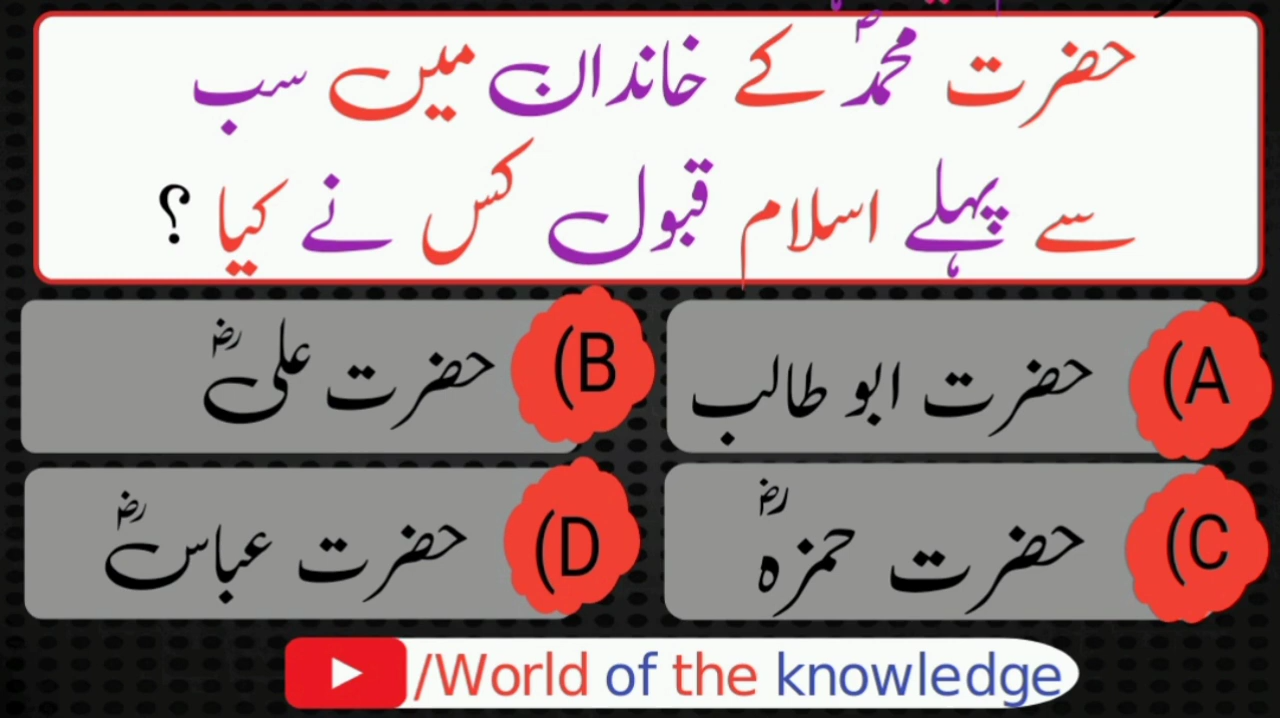 حضرت محمدؐ کے خاندان میں سب
سے پہلے اسلام قبول کس نے کیا ؟
A) حضرت ابو طالب
B) حضرت علیؓ
C) حضرت حمزہؓ
D) حضرت عباسؓ
/World of the knowledge